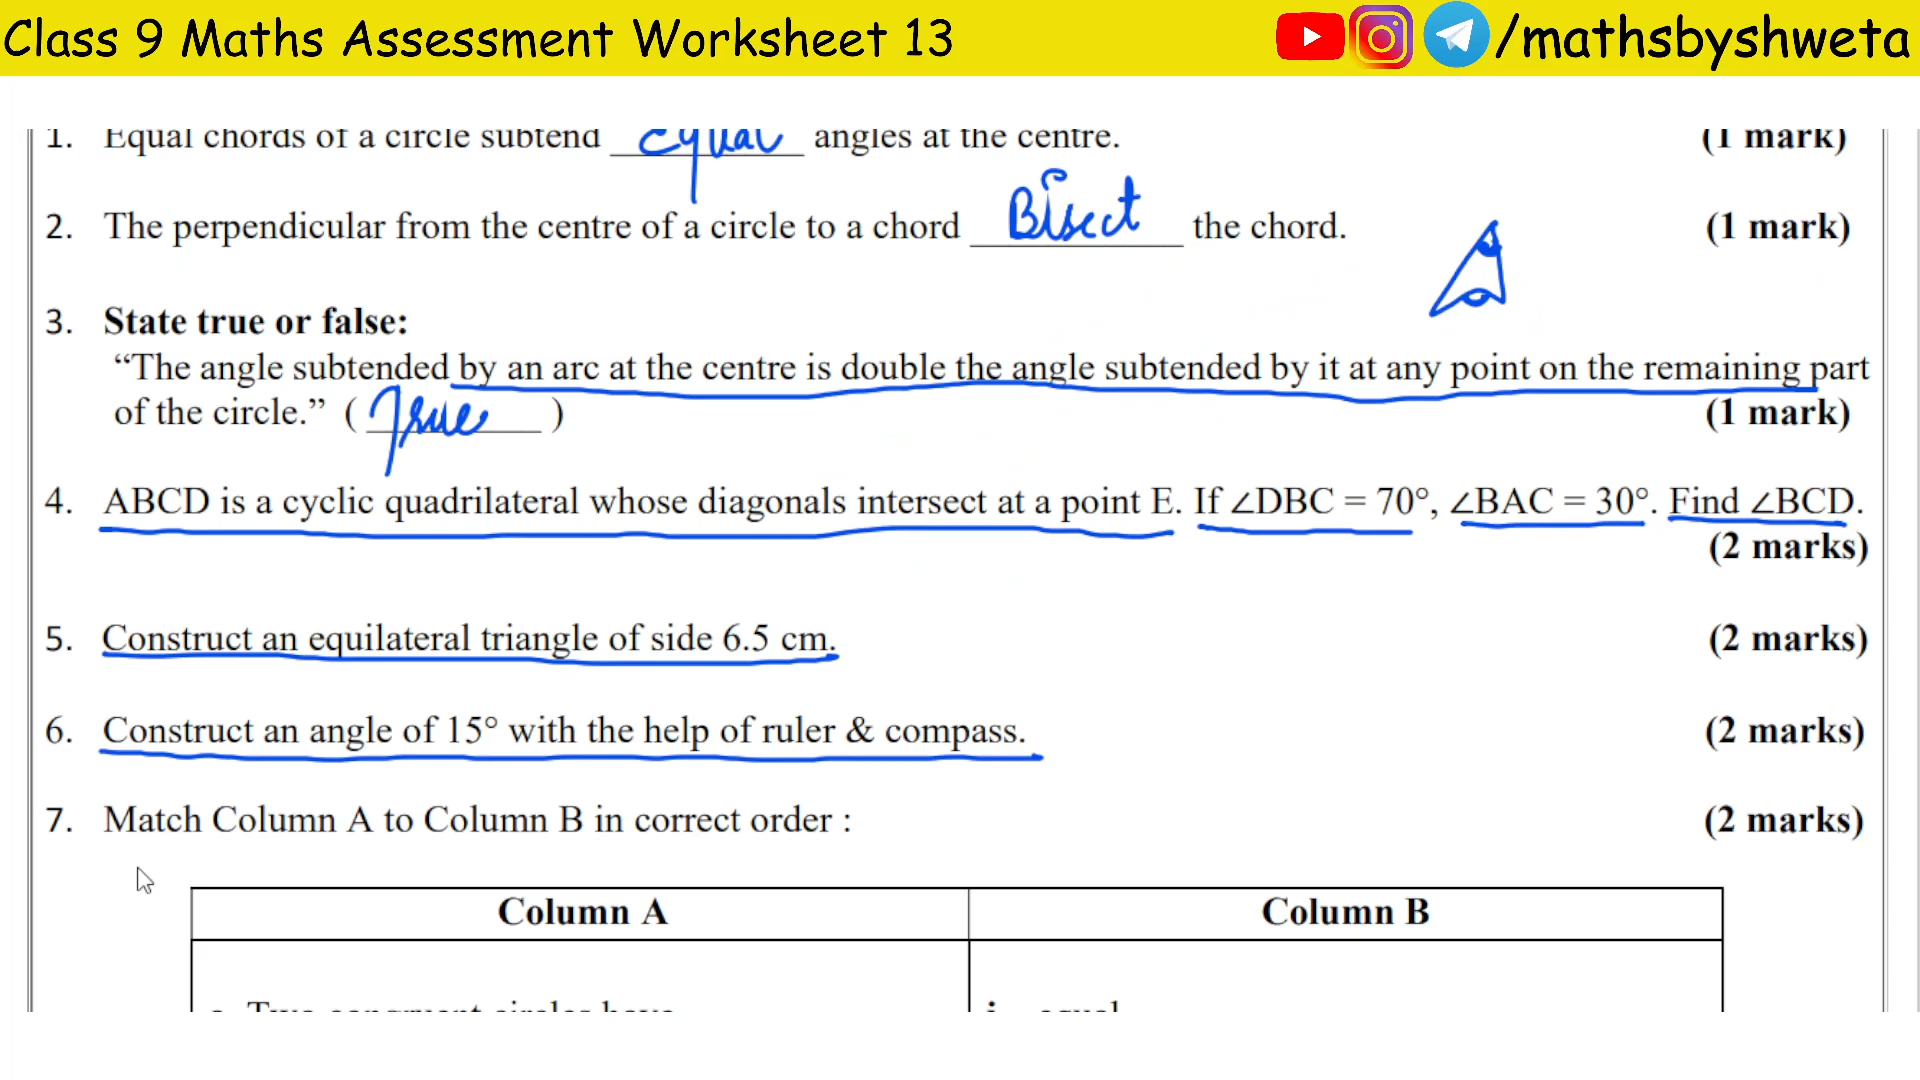 Class 9 Maths Assessment Worksheet 13 /mathsbyshweta
1. Equal chords of a circle subtend equal angles at the centre. (1 mark)
2. The perpendicular from the centre of a circle to a chord Bisect the chord. (1 mark)
3. State true or false:
“The angle subtended by an arc at the centre is double the angle subtended by it at any point on the remaining part
of the circle.” ( True ) (1 mark)
4. ABCD is a cyclic quadrilateral whose diagonals intersect at a point E. If ∠DBC = 70°, ∠BAC = 30°. Find ∠BCD.
(2 marks)
5. Construct an equilateral triangle of side 6.5 cm. (2 marks)
6. Construct an angle of 15° with the help of ruler & compass. (2 marks)
7. Match Column A to Column B in correct order : (2 marks)
Column A Column B
Two congruent circles have equal